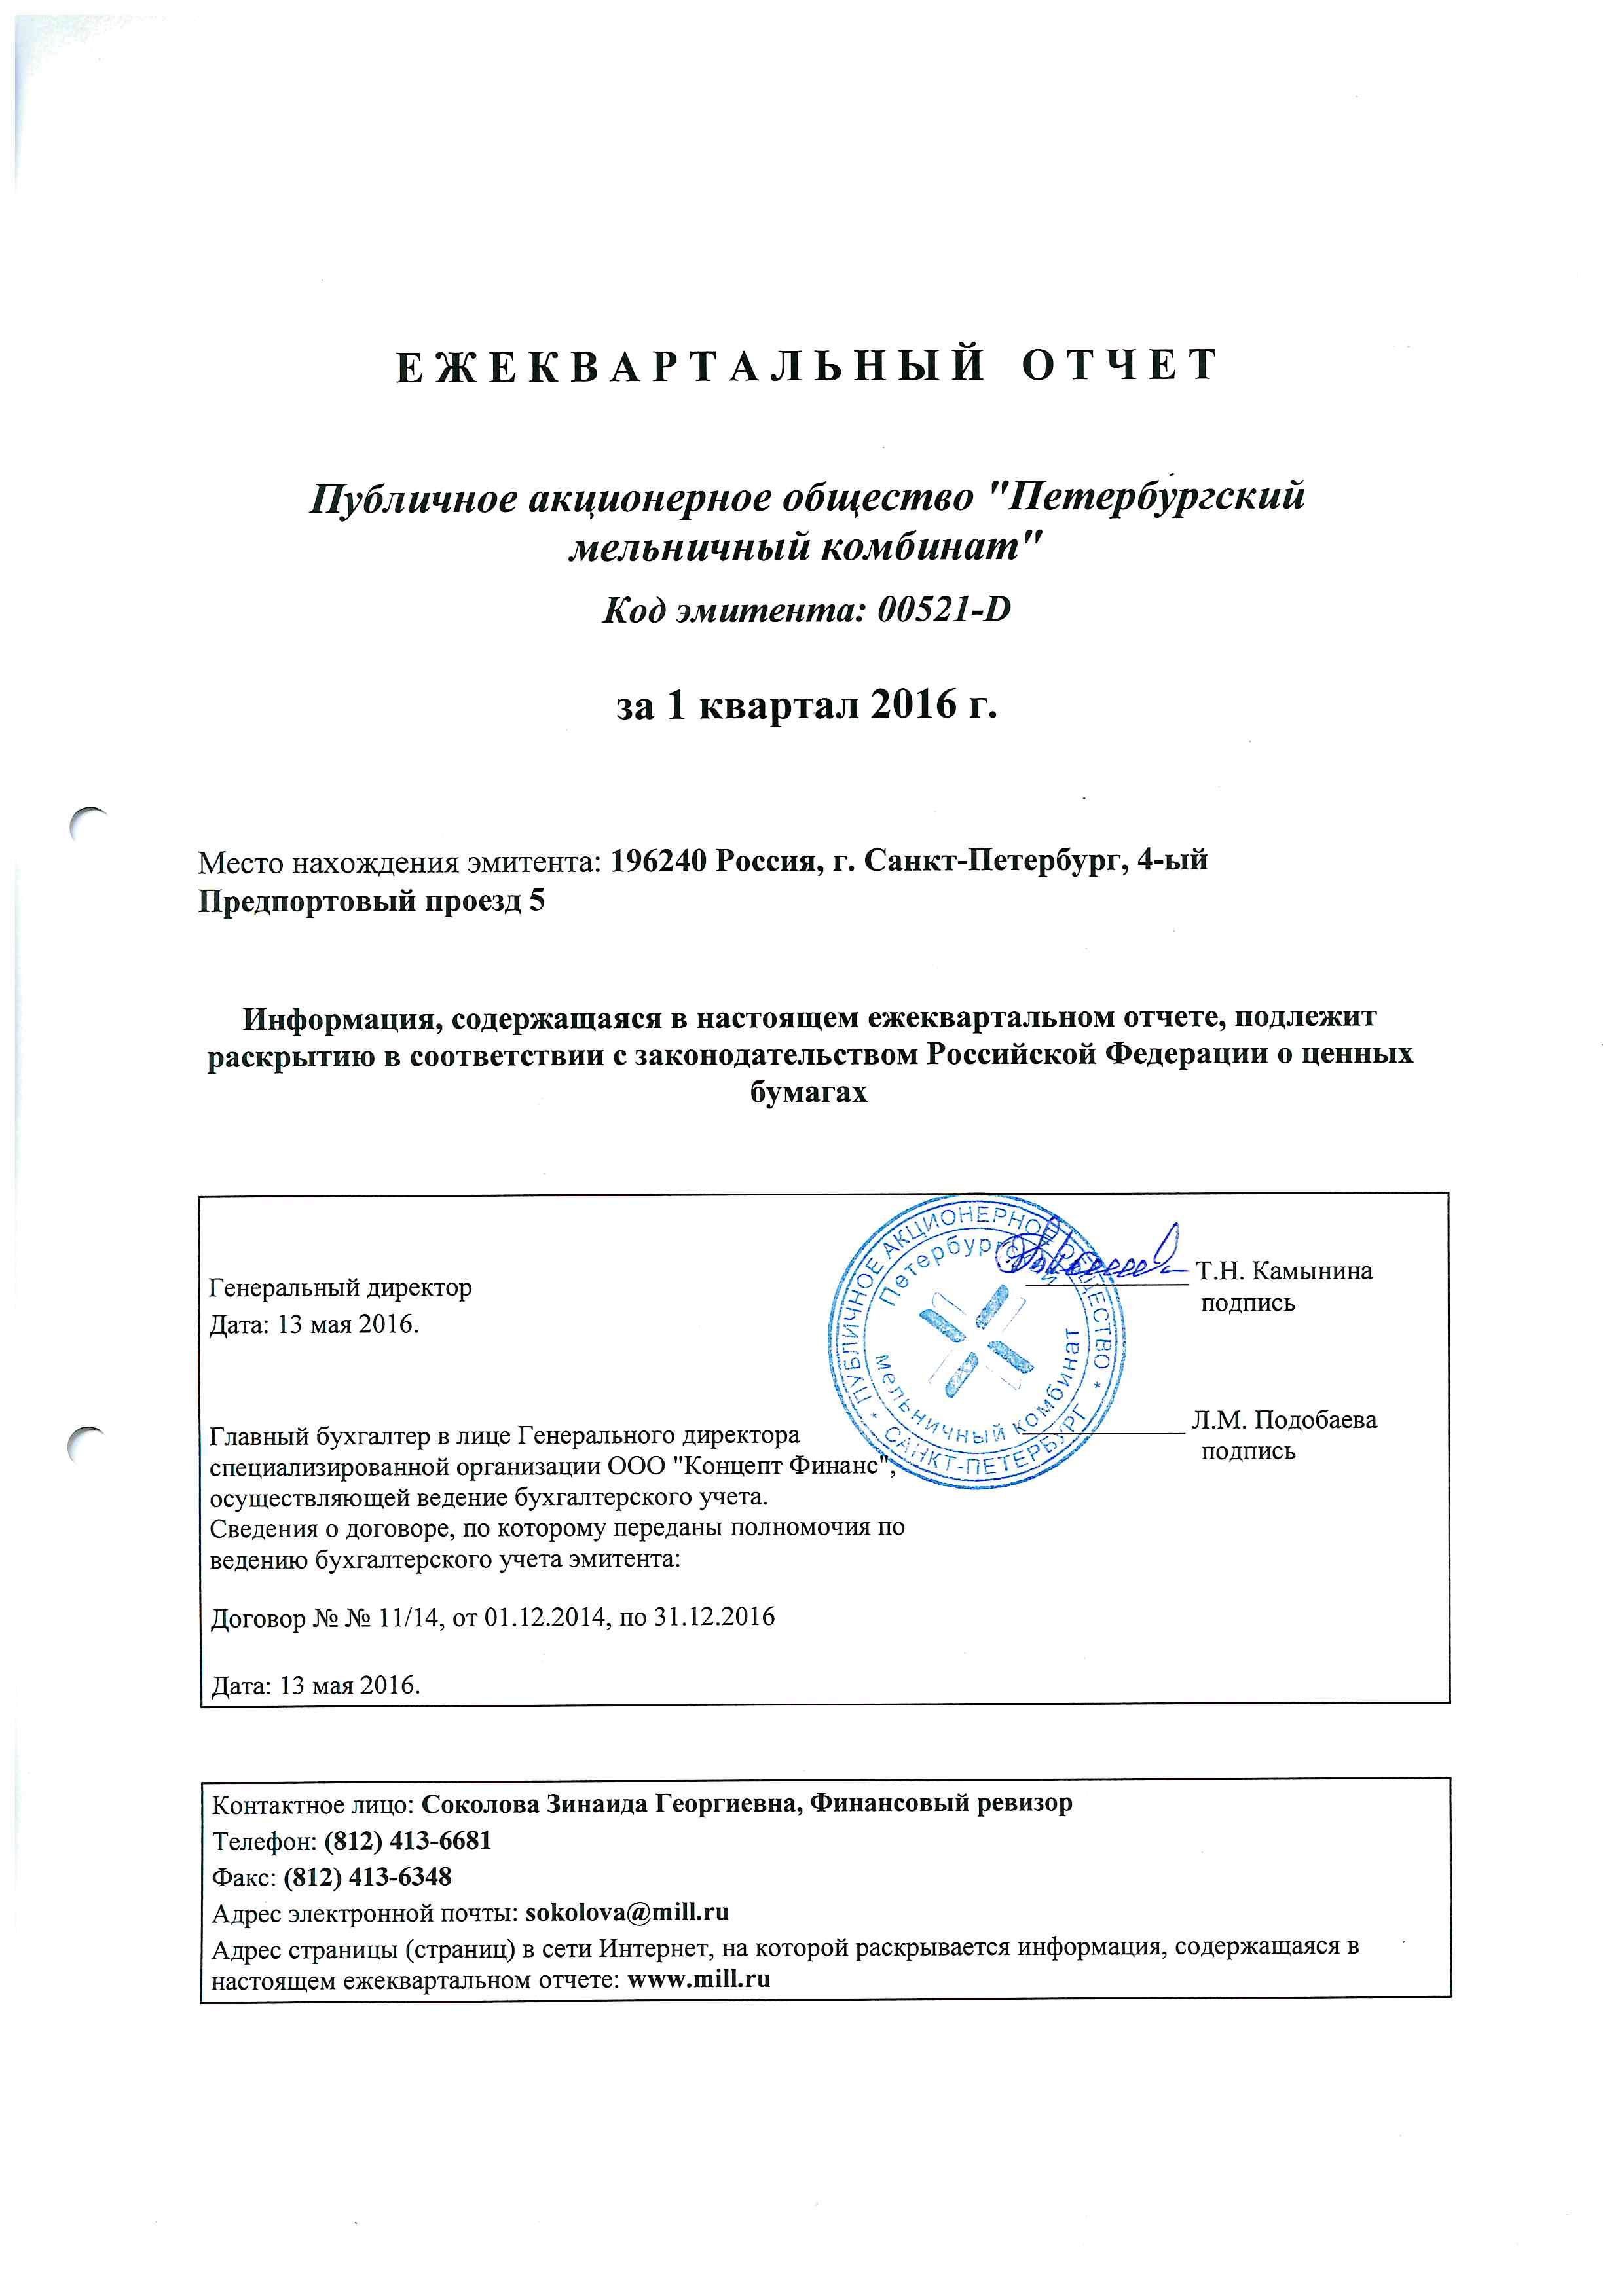 ЕЖЕКВАРТАЛЬНЫЙ ОТЧЕТ
Публичное акционерное общество "Петербургский
мельничный комбинат"
Код эмитента: 00521-D
за 1 квартал 2016 г.
Место нахождения эмитента: 196240 Россия, г. Санкт-Петербург, 4-ый
Предпортовый проезд 5
Информация, содержащаяся в настоящем ежеквартальном отчете, подлежит
раскрытию в соответствии с законодательством Российской Федерации о ценных
бумагах
ПУБЛИЧНОЕ АКЦИОНЕРНОЕ ОБЩЕСТВО * САНКТ-ПЕТЕРБУРГ *
Петербургский
мельничный комбинат
Генеральный директор
Т.Н. Камынина
подпись
Дата: 13 мая 2016.
Главный бухгалтер в лице Генерального директора
специализированной организации ООО "Концепт Финанс",
осуществляющей ведение бухгалтерского учета.
Сведения о договоре, по которому переданы полномочия по
ведению бухгалтерского учета эмитента:
Л.М. Подобаева
подпись
Договор № № 11/14, от 01.12.2014, по 31.12.2016
Дата: 13 мая 2016.
Контактное лицо: Соколова Зинаида Георгиевна, Финансовый ревизор
Телефон: (812) 413-6681
Факс: (812) 413-6348
Адрес электронной почты: sokolova@mill.ru
Адрес страницы (страниц) в сети Интернет, на которой раскрывается информация, содержащаяся в
настоящем ежеквартальном отчете: www.mill.ru